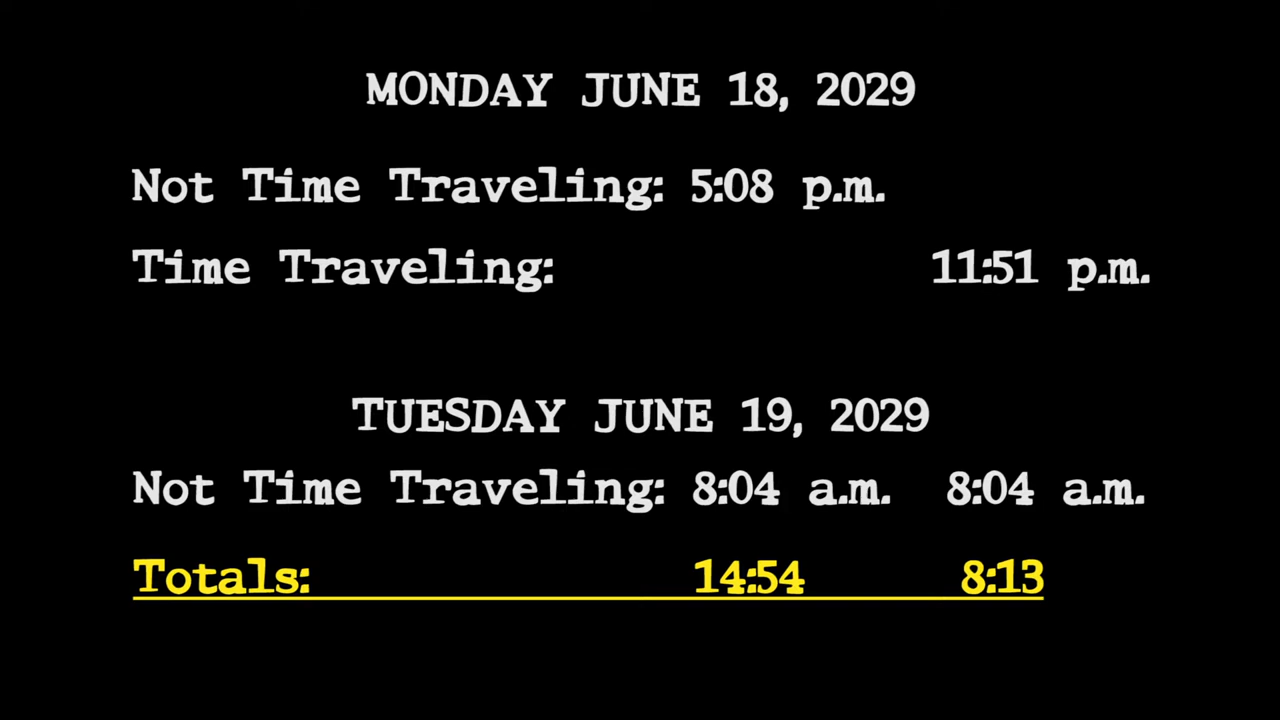 MONDAY JUNE 18, 2029
Not Time Traveling: 5:08 p.m.
Time Traveling: 11:51 p.m.
TUESDAY JUNE 19, 2029
Not Time Traveling: 8:04 a.m. 8:04 a.m.
Totals: 14:54 8:13